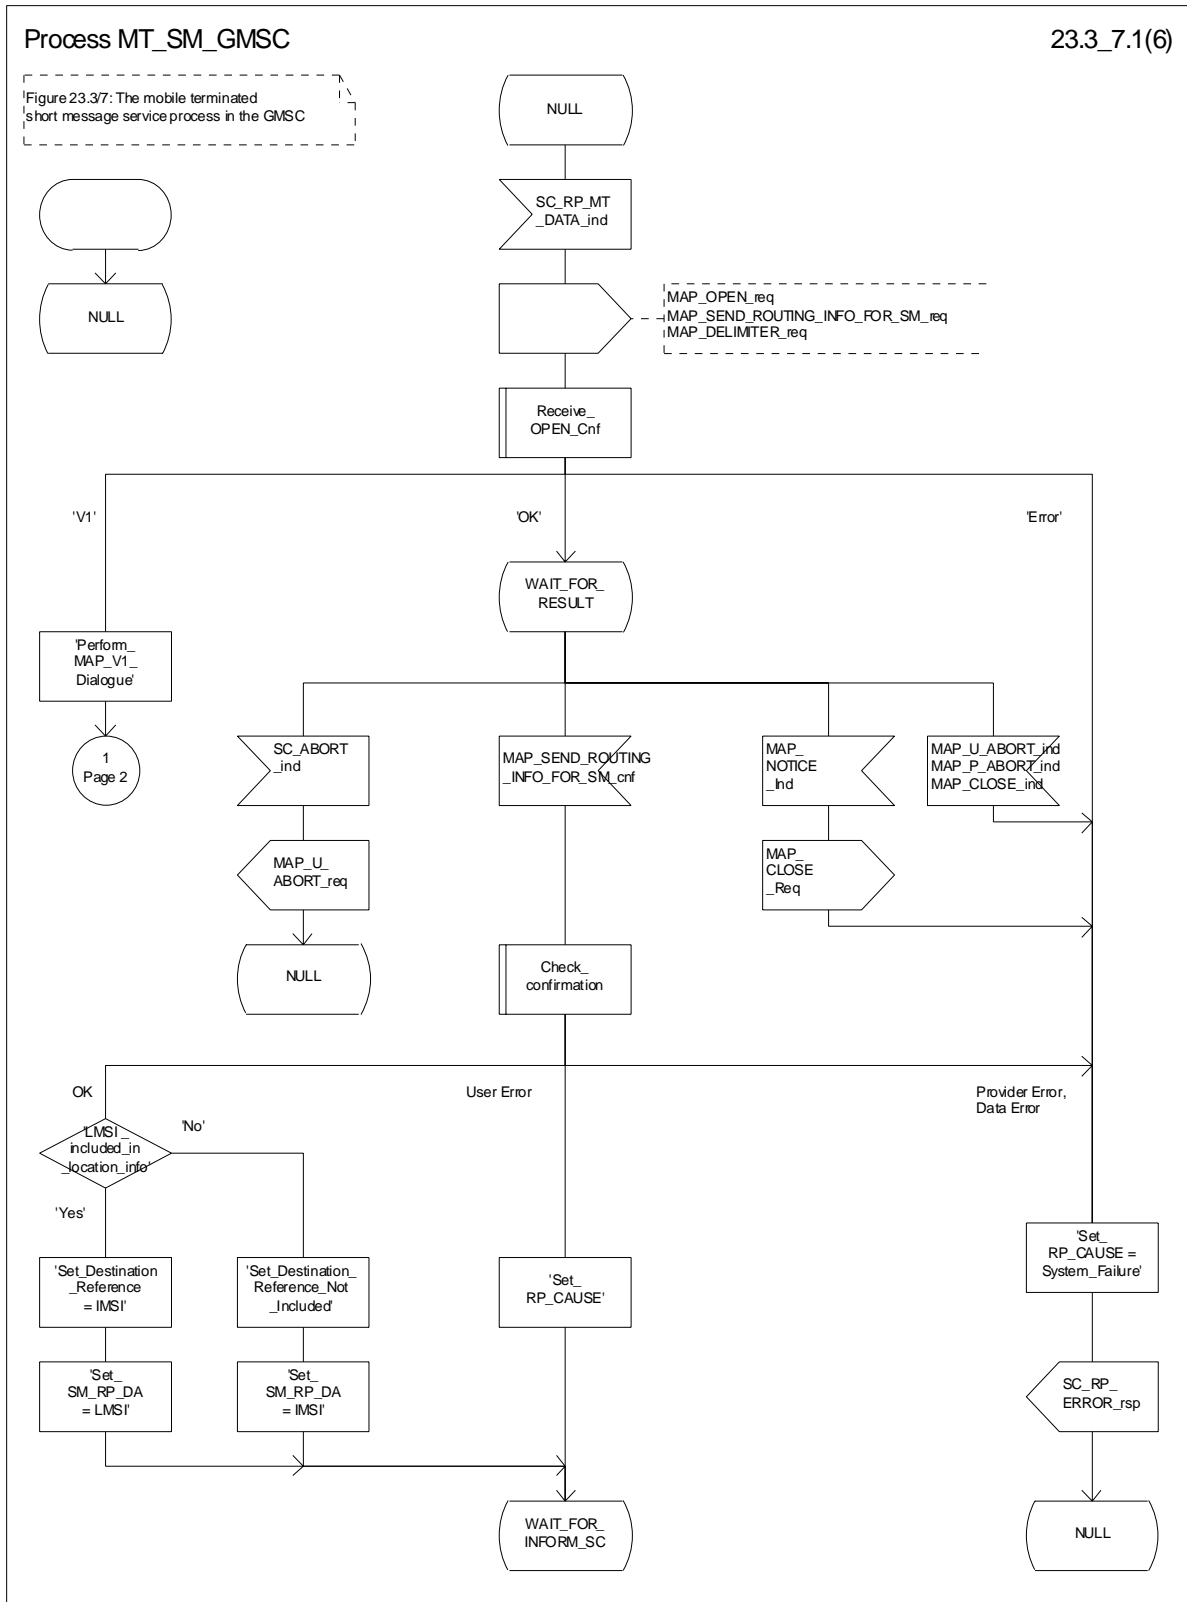 Process MT_SM_GMSC
23.3_7.1(6)
Figure 23.3/7: The mobile terminated
short message service process in the GMSC
NULL
SC_RP_MT
_DATA_ind
NULL
MAP_OPEN_req
MAP_SEND_ROUTING_INFO_FOR_SM_req
MAP_DELIMITER_req
Receive_
OPEN_Cnf
'V1'
'OK'
'Error'
WAIT_FOR_
RESULT
'Perform_
MAP_V1_
Dialogue'
1
Page 2
SC_ABORT
_ind
MAP_SEND_ROUTING
_INFO_FOR_SM_cnf
MAP_
NOTICE
_Ind
MAP_U_ABORT_ind
MAP_P_ABORT_ind
MAP_CLOSE_ind
MAP_U_
ABORT_req
MAP_
CLOSE
_Req
NULL
Check_
confirmation
OK
User Error
Provider Error,
Data Error
'LMSI_
included_in
_location_info'
'No'
'Yes'
'Set_Destination
_Reference
= IMSI'
'Set_Destination_
Reference_Not
_Included'
'Set_
RP_CAUSE'
'Set_
RP_CAUSE =
System_Failure'
'Set_
SM_RP_DA
= LMSI'
'Set_
SM_RP_DA
= IMSI'
SC_RP_
ERROR_rsp
WAIT_FOR_
INFORM_SC
NULL